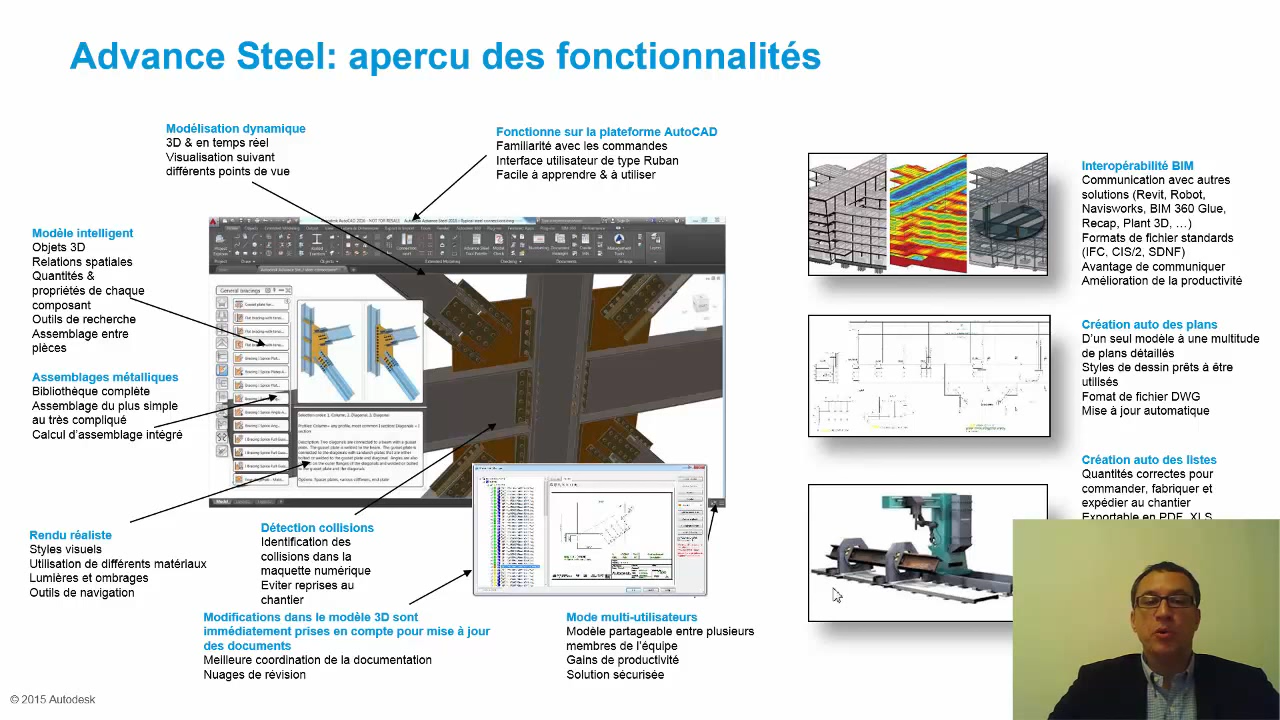 Advance Steel: apercu des fonctionnalités
Modélisation dynamique
3D & en temps réel
Visualisation suivant
différents points de vue
Fonctionne sur la plateforme AutoCAD
Familiarité avec les commandes
Interface utilisateur de type Ruban
Facile à apprendre & à utiliser
Modèle intelligent
Objets 3D
Relations spatiales
Quantités &
propriétés de chaque
composant
Outils de recherche
Assemblage entre
pièces
Assemblages métalliques
Bibliothèque complète
Assemblage du plus simple
au très compliqué
Calcul d'assemblage intégré
General bracings
Rendu réaliste
Styles visuels
Utilisation de différents matériaux
Lumières et ombrages
Outils de navigation
Détection collisions
Identification des
collisions dans la
maquette numérique
Eviter reprises au
chantier
Modifications dans le modèle 3D sont
immédiatement prises en compte pour mise à jour
des documents
Meilleure coordination de la documentation
Nuages de révision
Mode multi-utilisateurs
Modèle partageable entre plusieurs
membres de l'équipe
Gains de productivité
Solution sécurisée
Interopérabilité BIM
Communication avec autres
solutions (Revit, Robot,
Navisworks, BIM 360 Glue,
Recap, Plant 3D, …)
Formats de fichier standards
(IFC, CIS/2, SDNF)
Avantage de communiquer
Amélioration de la productivité
Création auto des plans
D'un seul modèle à une multitude
de plans détaillés
Styles de dessin prêts à être
utilisés
Fomat de fichier DWG
Mise à jour automatique
Création auto des listes
Quantités correctes pour
commander, fabriquer et
expédier au chantier
Exportable en PDF,
© 2015 Autodesk